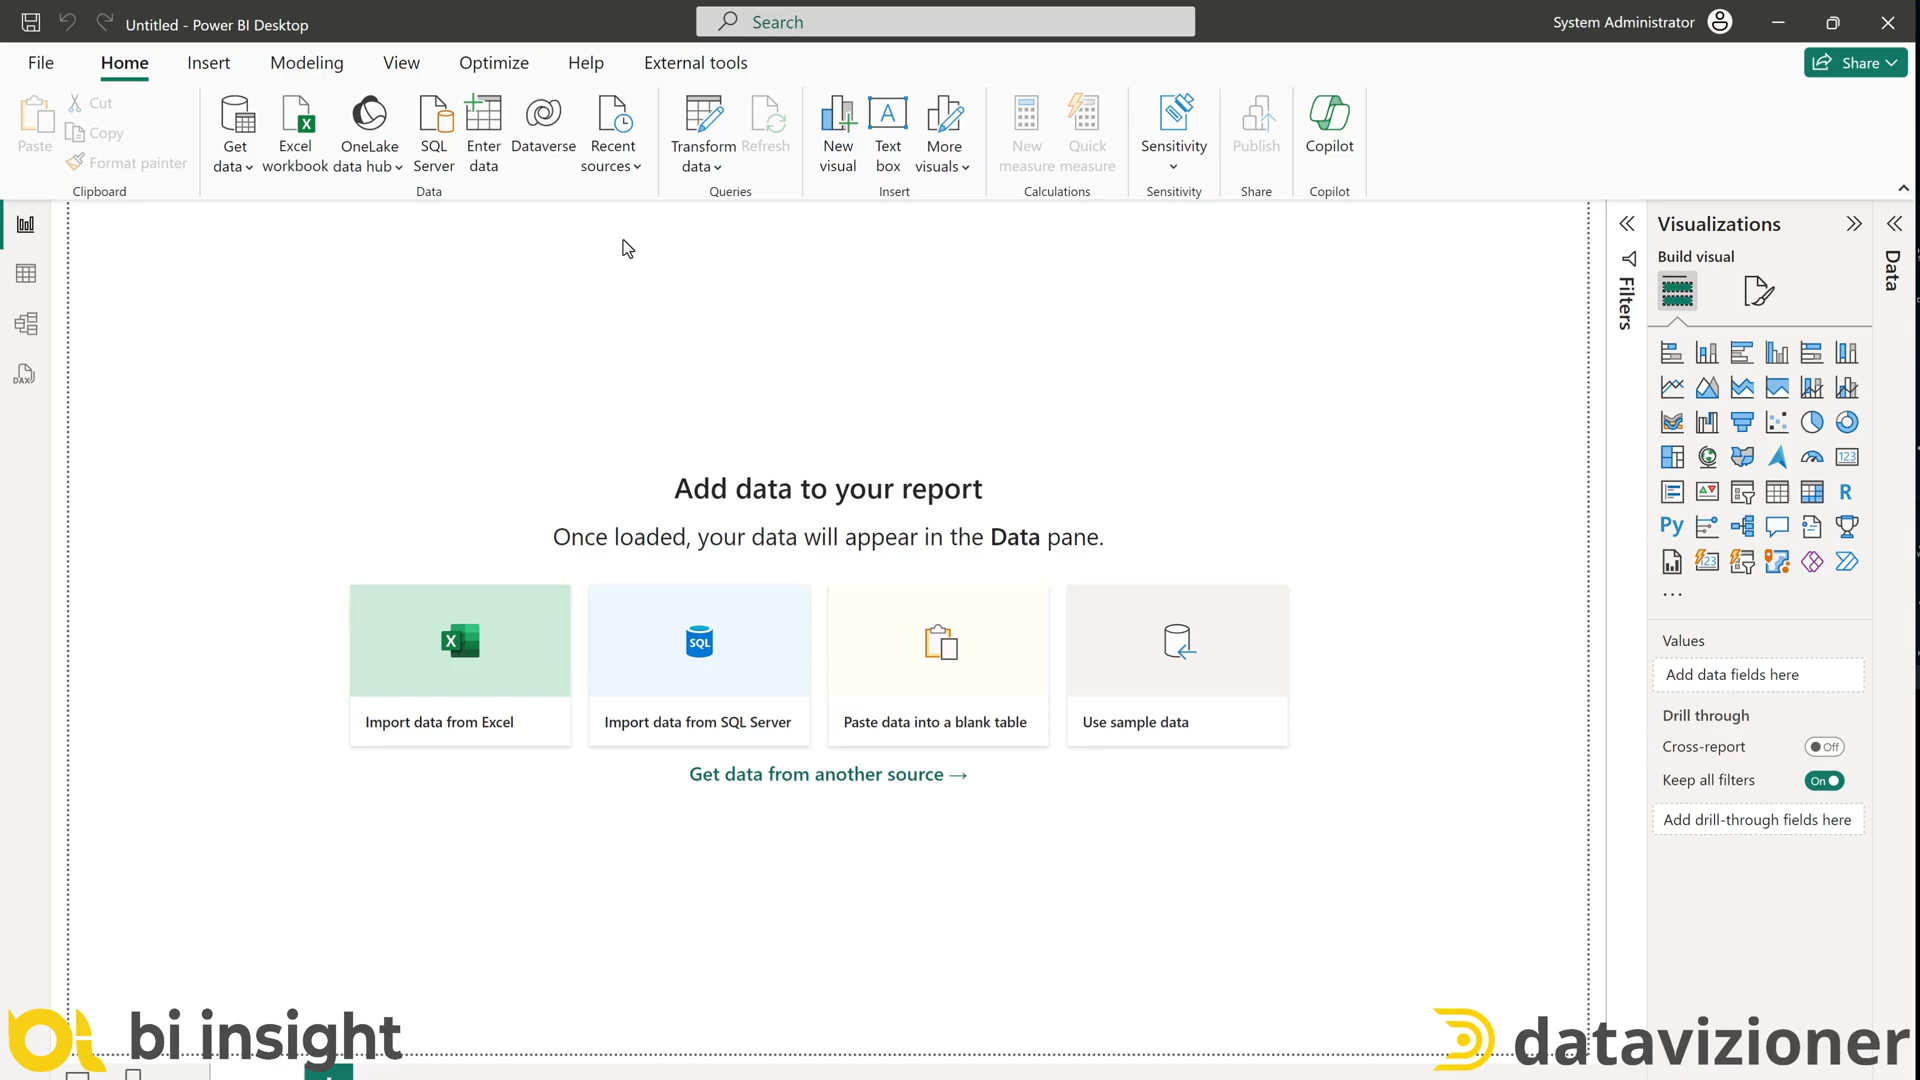 Untitled - Power BI Desktop
Search
System Administrator
File
Home
Insert
Modeling
View
Optimize
Help
External tools
Share
Paste
Cut
Copy
Format painter
Clipboard
Get data
Excel workbook
OneLake data hub
SQL Server
Enter data
Dataverse
Recent sources
Data
Transform data
Refresh
Queries
New visual
Text box
More visuals
Insert
New measure
Quick measure
Calculations
Sensitivity
Sensitivity
Publish
Share
Copilot
Copilot
DAX
Add data to your report
Once loaded, your data will appear in the Data pane.
X
SQL
Import data from Excel
Import data from SQL Server
Paste data into a blank table
Use sample data
Get data from another source →
Filters
Visualizations
Build visual
123
R
Py
123
...
Values
Add data fields here
Drill through
Cross-report
Off
Keep all filters
On
Add drill-through fields here
Data
bi insight
datavizioner